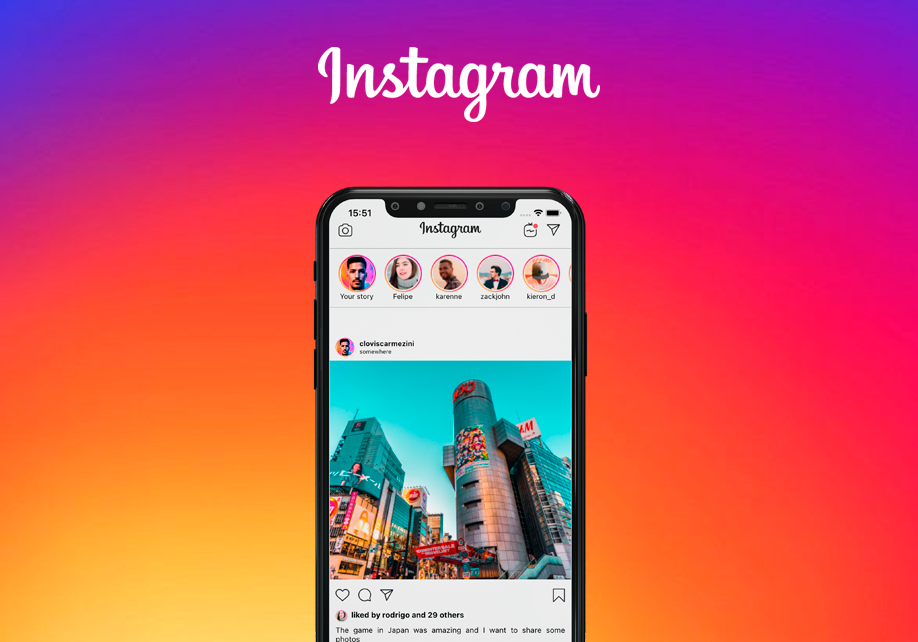 Instagram
15:51
Instagram
Your story
Felipe
karenne
zackjohn
kieron_d
cloviscarmezini
somewhere
109
H&M
liked by rodrigo and 29 others
The game in Japan was amazing and I want to share some
photos